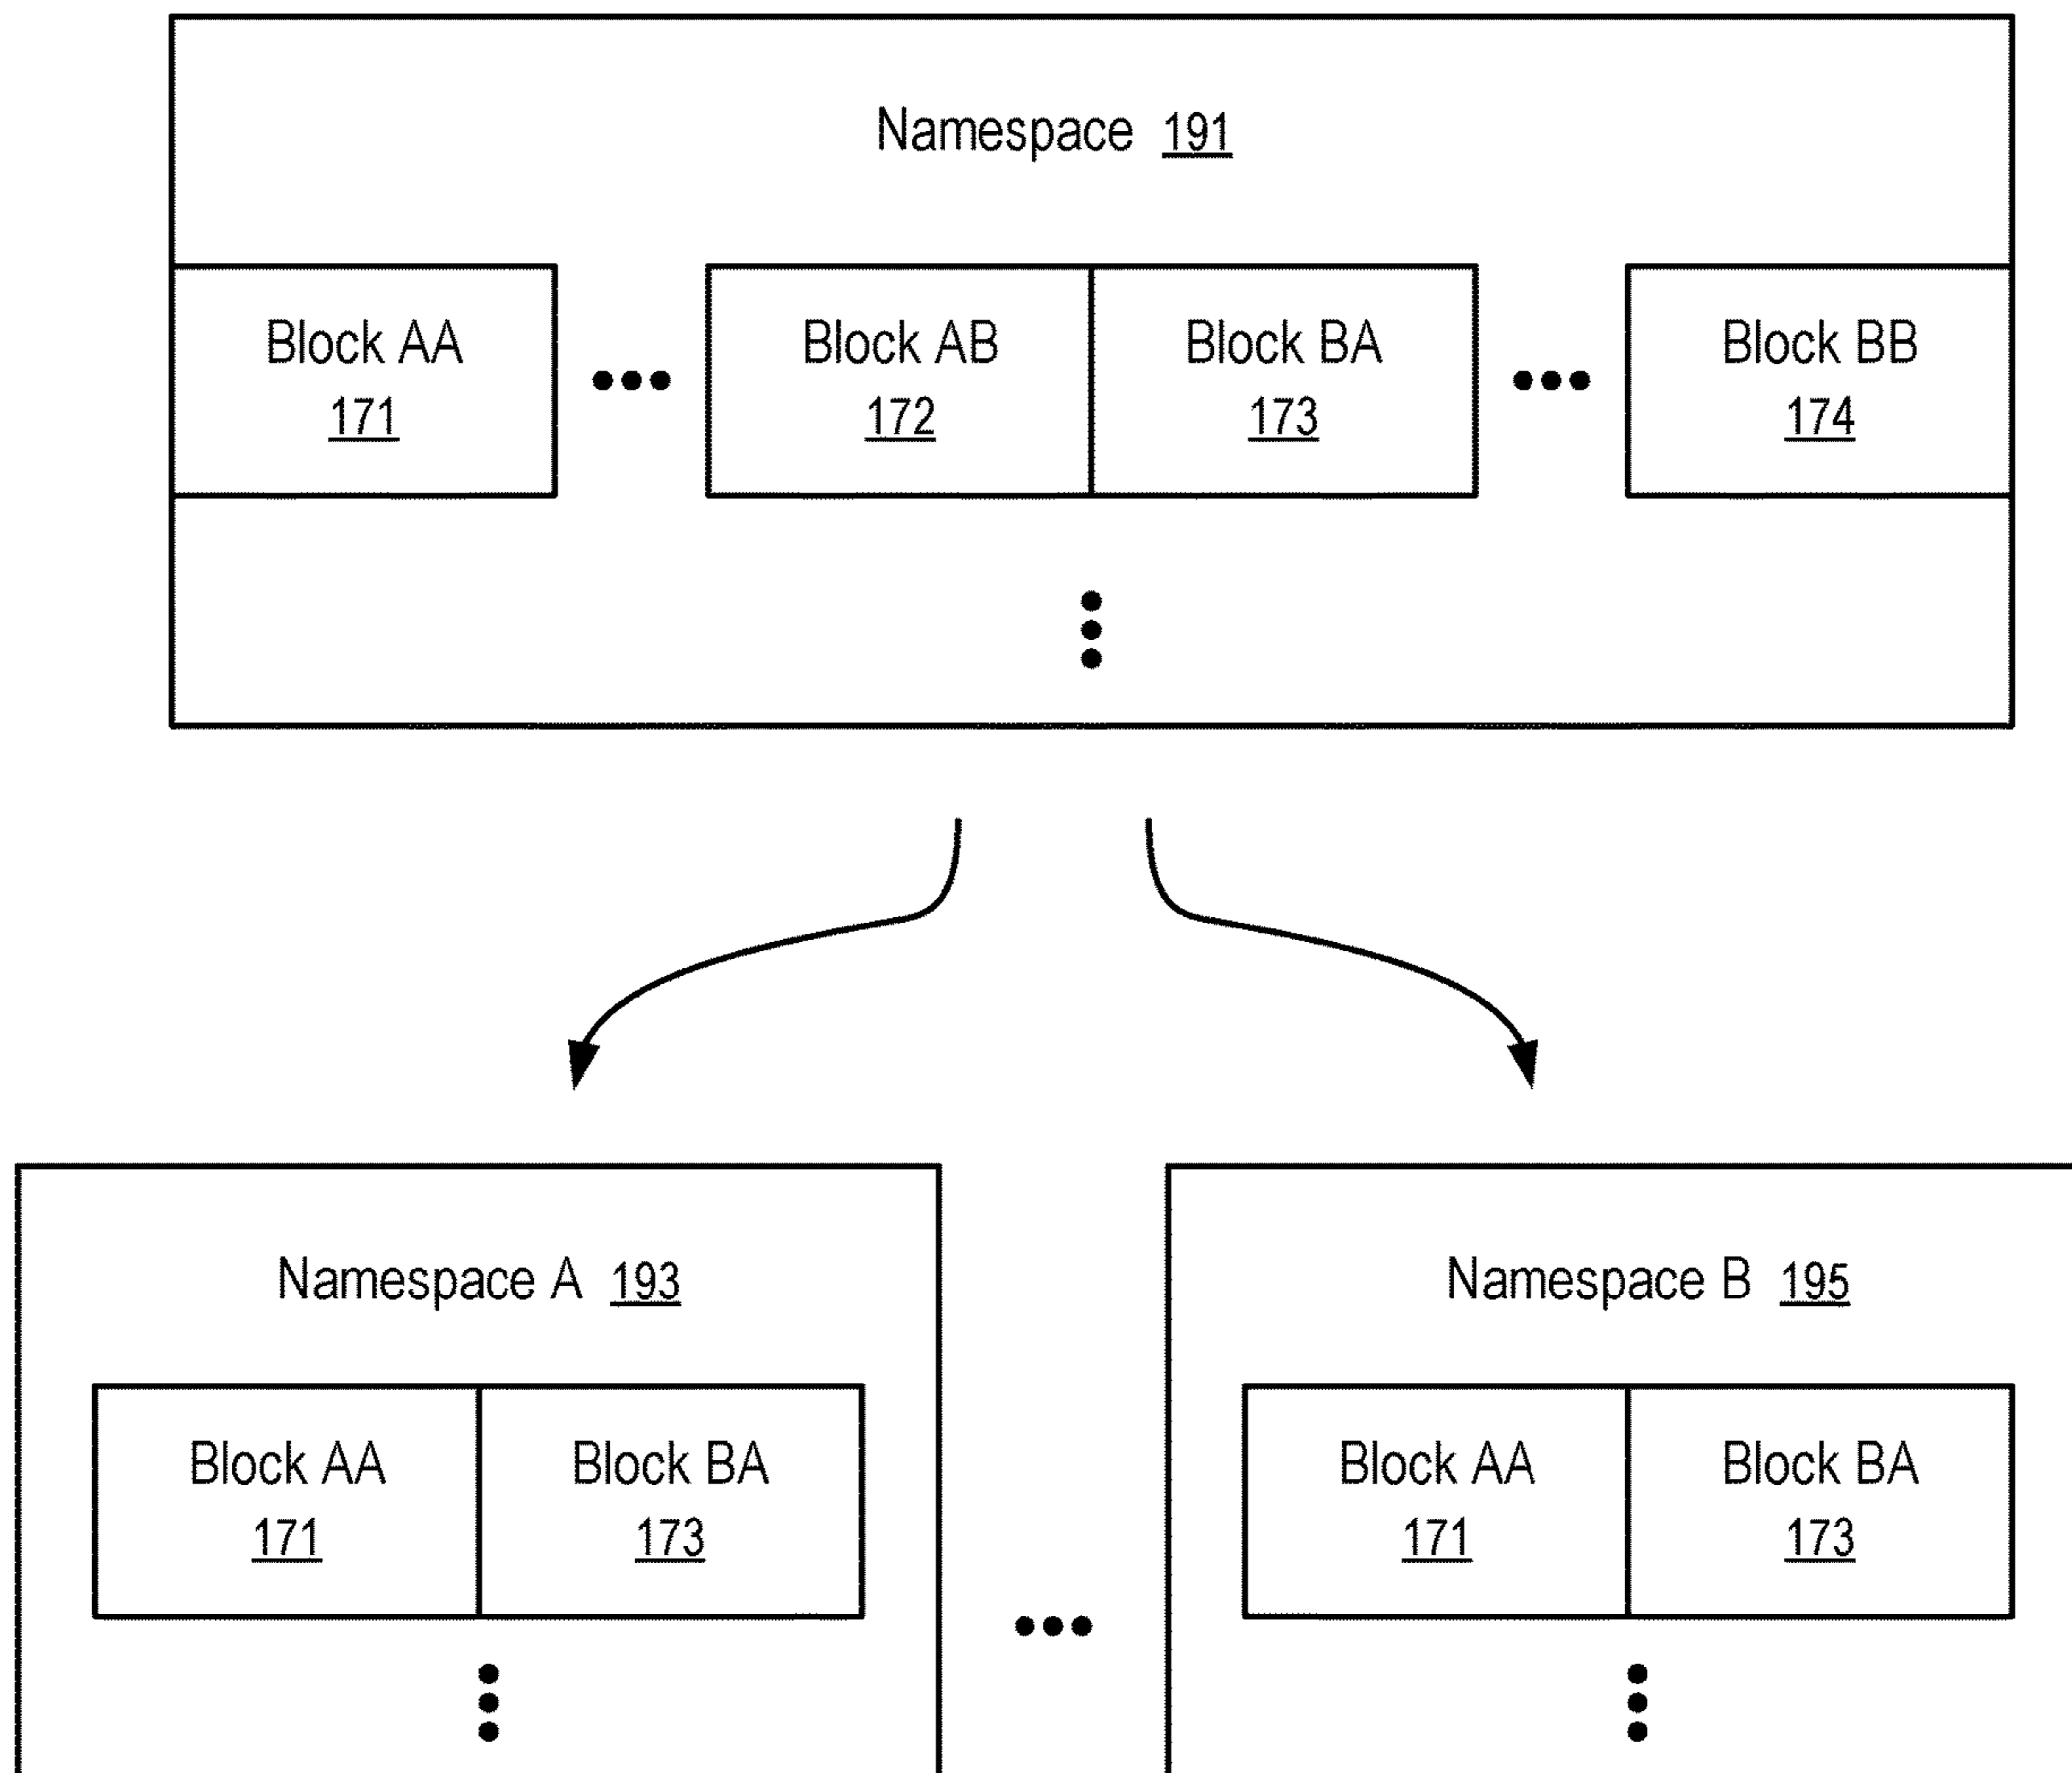 Namespace 191
Block AA
171
Block AB
172
Block BA
173
Block BB
174
Namespace A 193
Block AA
171
Block BA
173
Namespace B 195
Block AA
171
Block BA
173